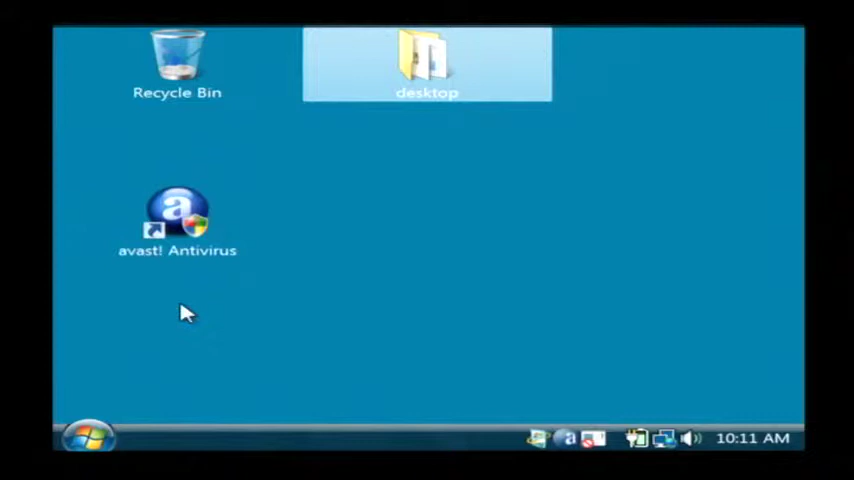 Recycle Bin
desktop
a
avast! Antivirus
a
10:11 AM